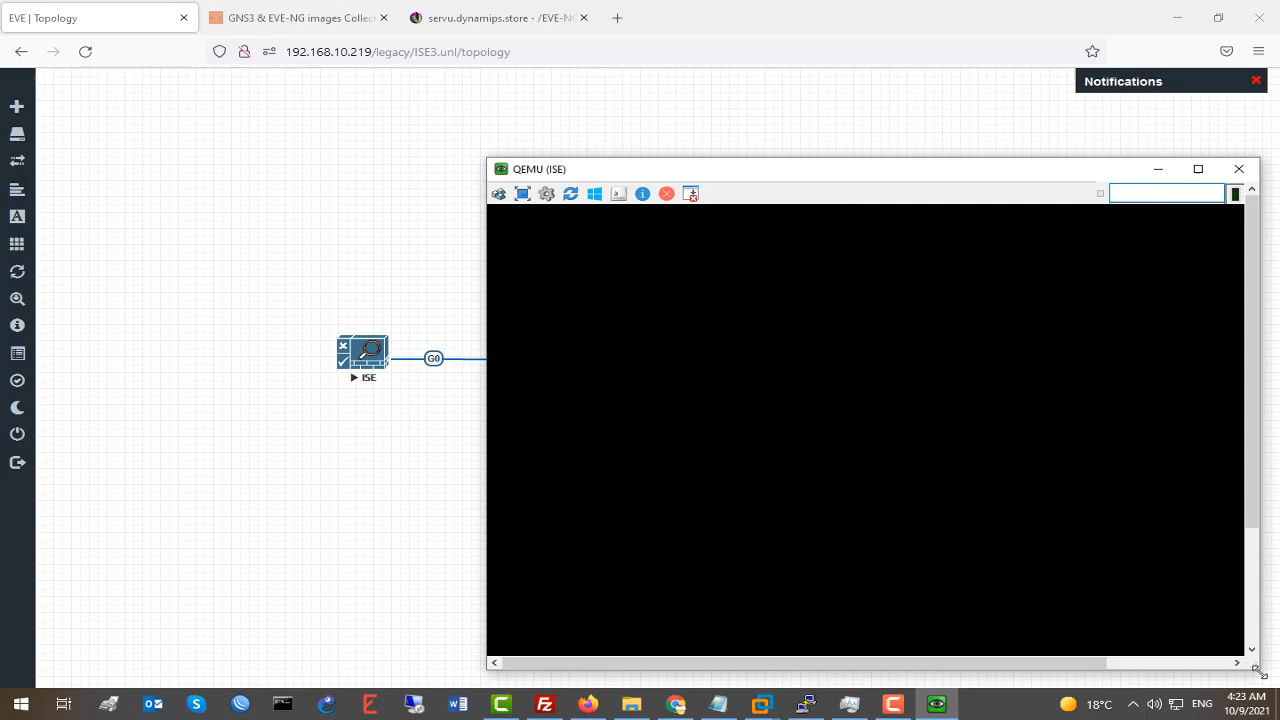 EVE | Topology
GNS3 & EVE-NG images Collect
servu.dynamips.store - /EVE-NG
192.168.10.219/legacy/ISE3.unl/topology
Notifications
QEMU (ISE)
G0
ISE
18°C
ENG
4:23 AM
10/9/2021